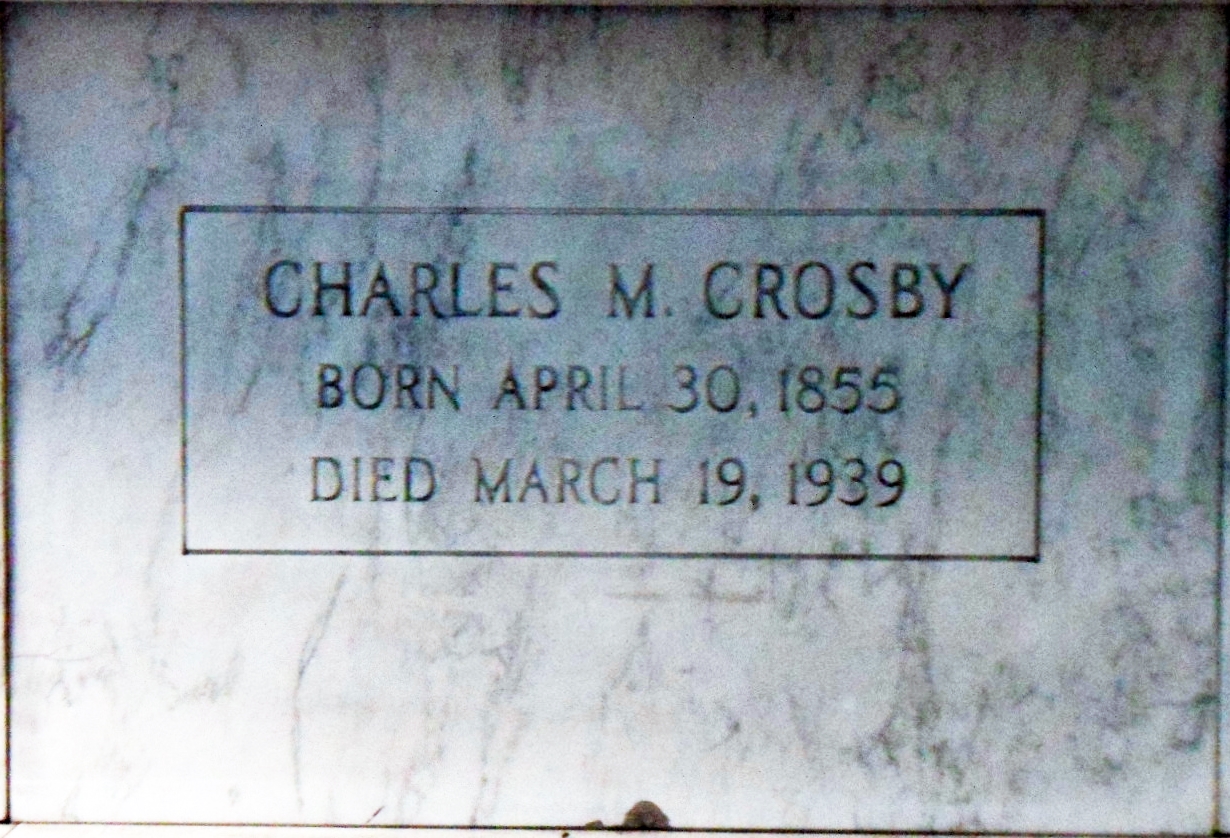 CHARLES M. CROSBY
BORN APRIL 30, 1855
DIED MARCH 19, 1939